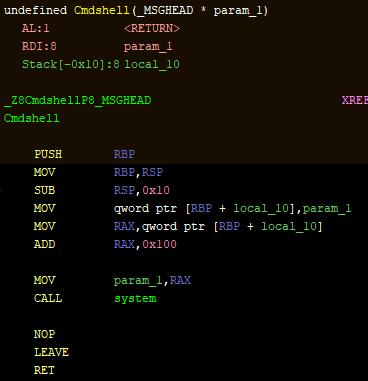 undefined Cmdshell(_MSGHEAD * param_1)
AL:1 <RETURN>
RDI:8 param_1
Stack[-0x10]:8 local_10
_Z8CmdshellP8_MSGHEAD XREF
Cmdshell
PUSH RBP
MOV RBP,RSP
SUB RSP,0x10
MOV qword ptr [RBP + local_10],param_1
MOV RAX,qword ptr [RBP + local_10]
ADD RAX,0x100
MOV param_1,RAX
CALL system
NOP
LEAVE
RET